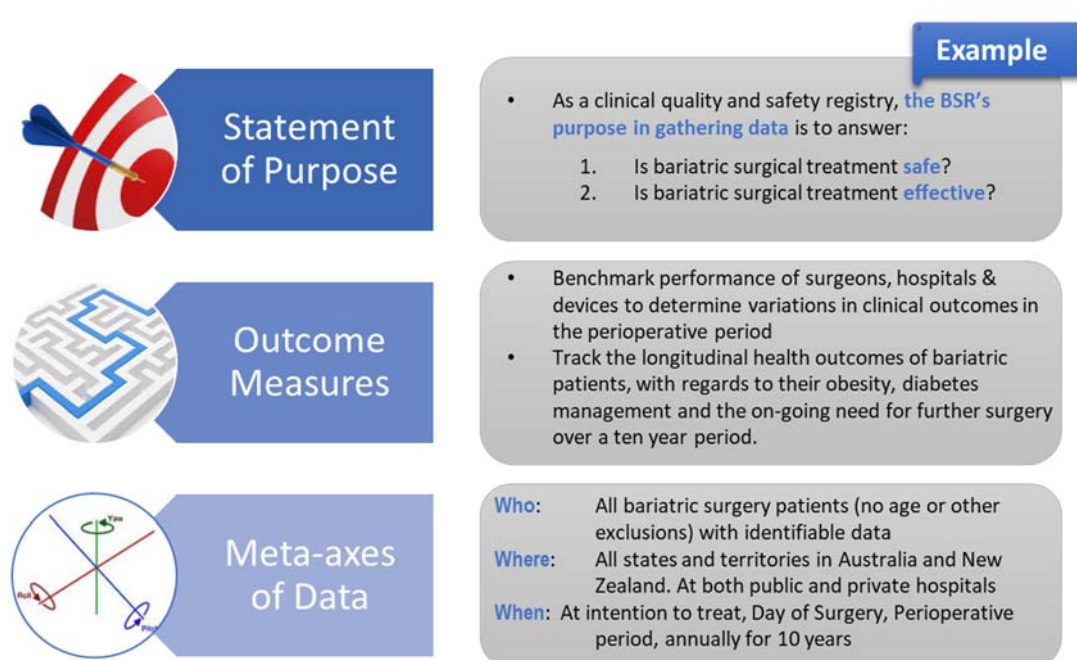 Example
Statement
of Purpose
• As a clinical quality and safety registry, the BSR's
purpose in gathering data is to answer:
1. Is bariatric surgical treatment safe?
2. Is bariatric surgical treatment effective?
Outcome
Measures
• Benchmark performance of surgeons, hospitals &
devices to determine variations in clinical outcomes in
the perioperative period
• Track the longitudinal health outcomes of bariatric
patients, with regards to their obesity, diabetes
management and the on-going need for further surgery
over a ten year period.
Yaw
Roll
Pitch
Meta-axes
of Data
Who: All bariatric surgery patients (no age or other
exclusions) with identifiable data
Where: All states and territories in Australia and New
Zealand. At both public and private hospitals
When: At intention to treat, Day of Surgery, Perioperative
period, annually for 10 years